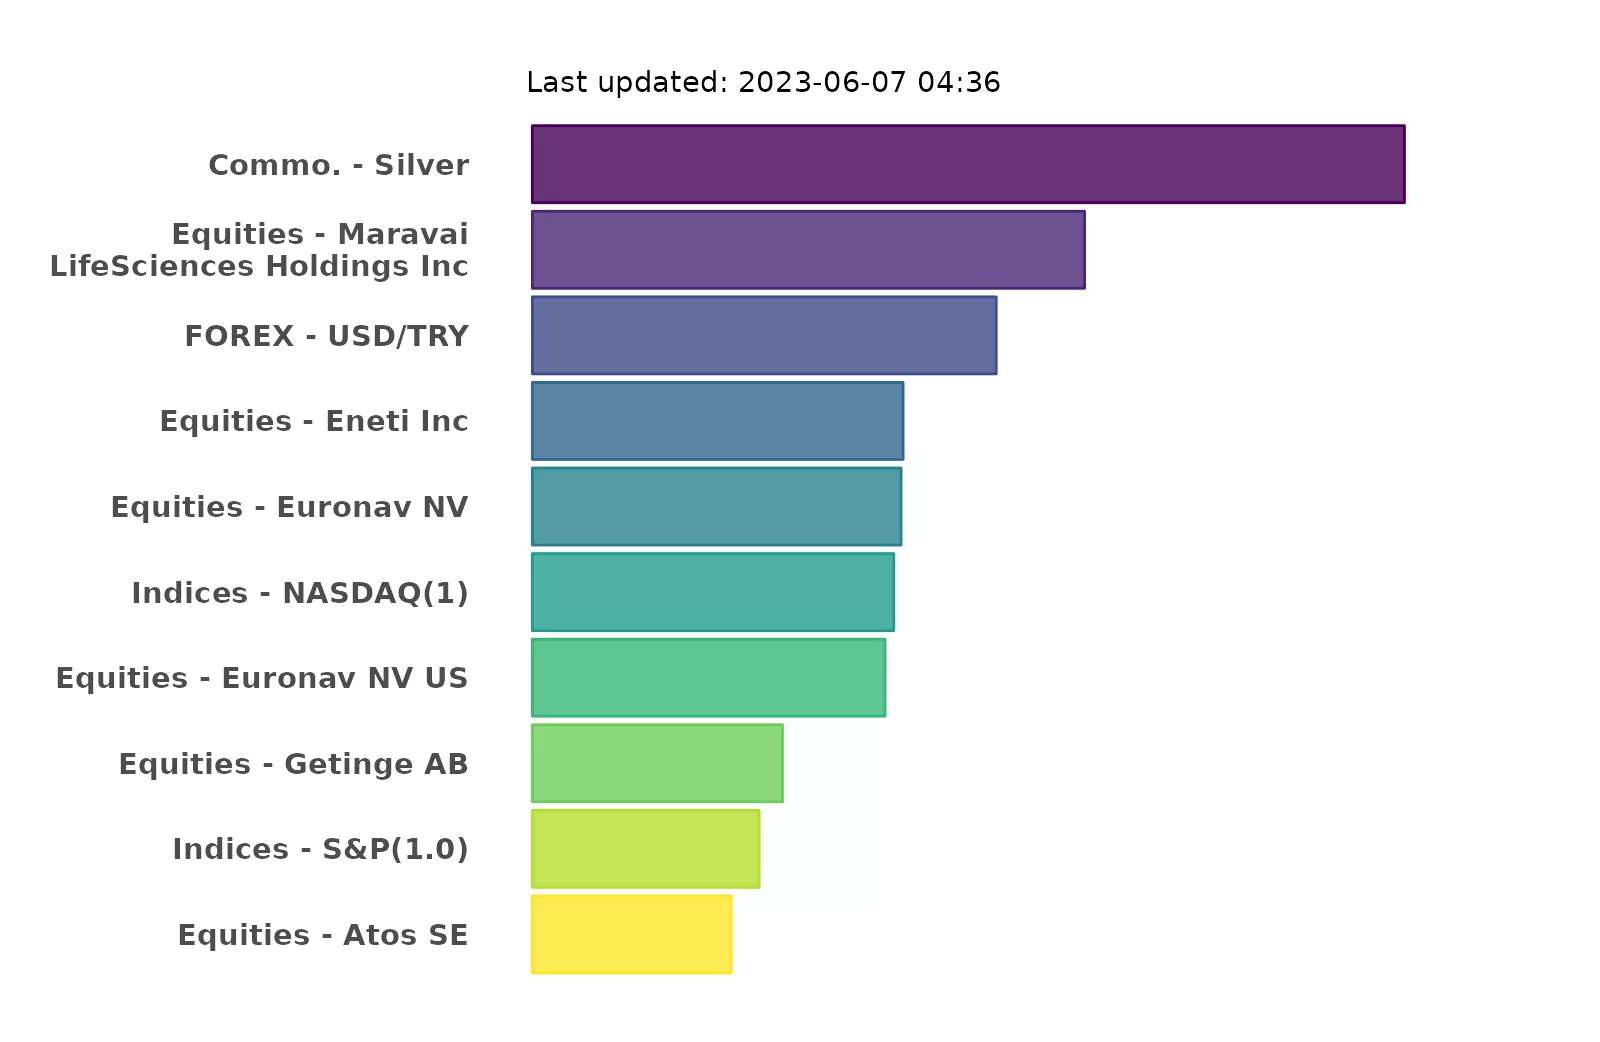 Last updated: 2023-06-07 04:36
Commo. - Silver
Equities - Maravai
LifeSciences Holdings Inc
FOREX - USD/TRY
Equities - Eneti Inc
Equities - Euronav NV
Indices - NASDAQ(1)
Equities - Euronav NV US
Equities - Getinge AB
Indices - S&P(1.0)
Equities - Atos SE